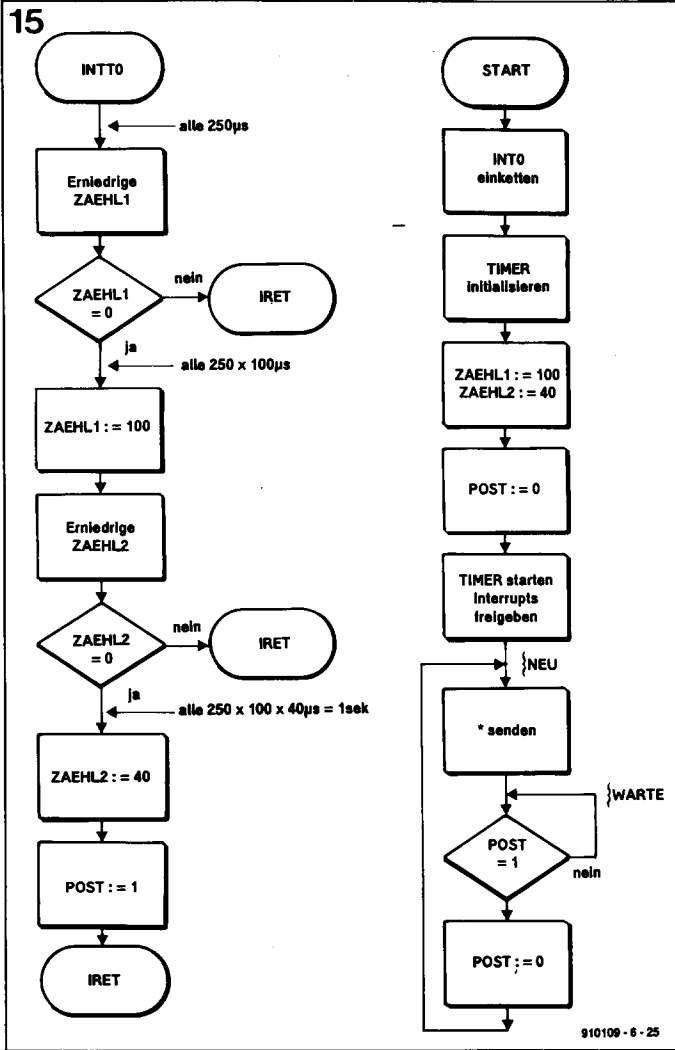 15
INTT0
alle 250µs
Erniedrige
ZAEHL1
ZAEHL1
= 0
nein
IRET
ja
alle 250 x 100µs
ZAEHL1 : = 100
Erniedrige
ZAEHL2
ZAEHL2
= 0
nein
IRET
ja
alle 250 x 100 x 40µs = 1sek
ZAEHL2 : = 40
POST : = 1
IRET
START
INT0
einketten
TIMER
initialisieren
ZAEHL1 : = 100
ZAEHL2 : = 40
POST : = 0
TIMER starten
Interrupts
freigeben
NEU
* senden
WARTE
POST
= 1
nein
POST : = 0
910109 - 6 - 25